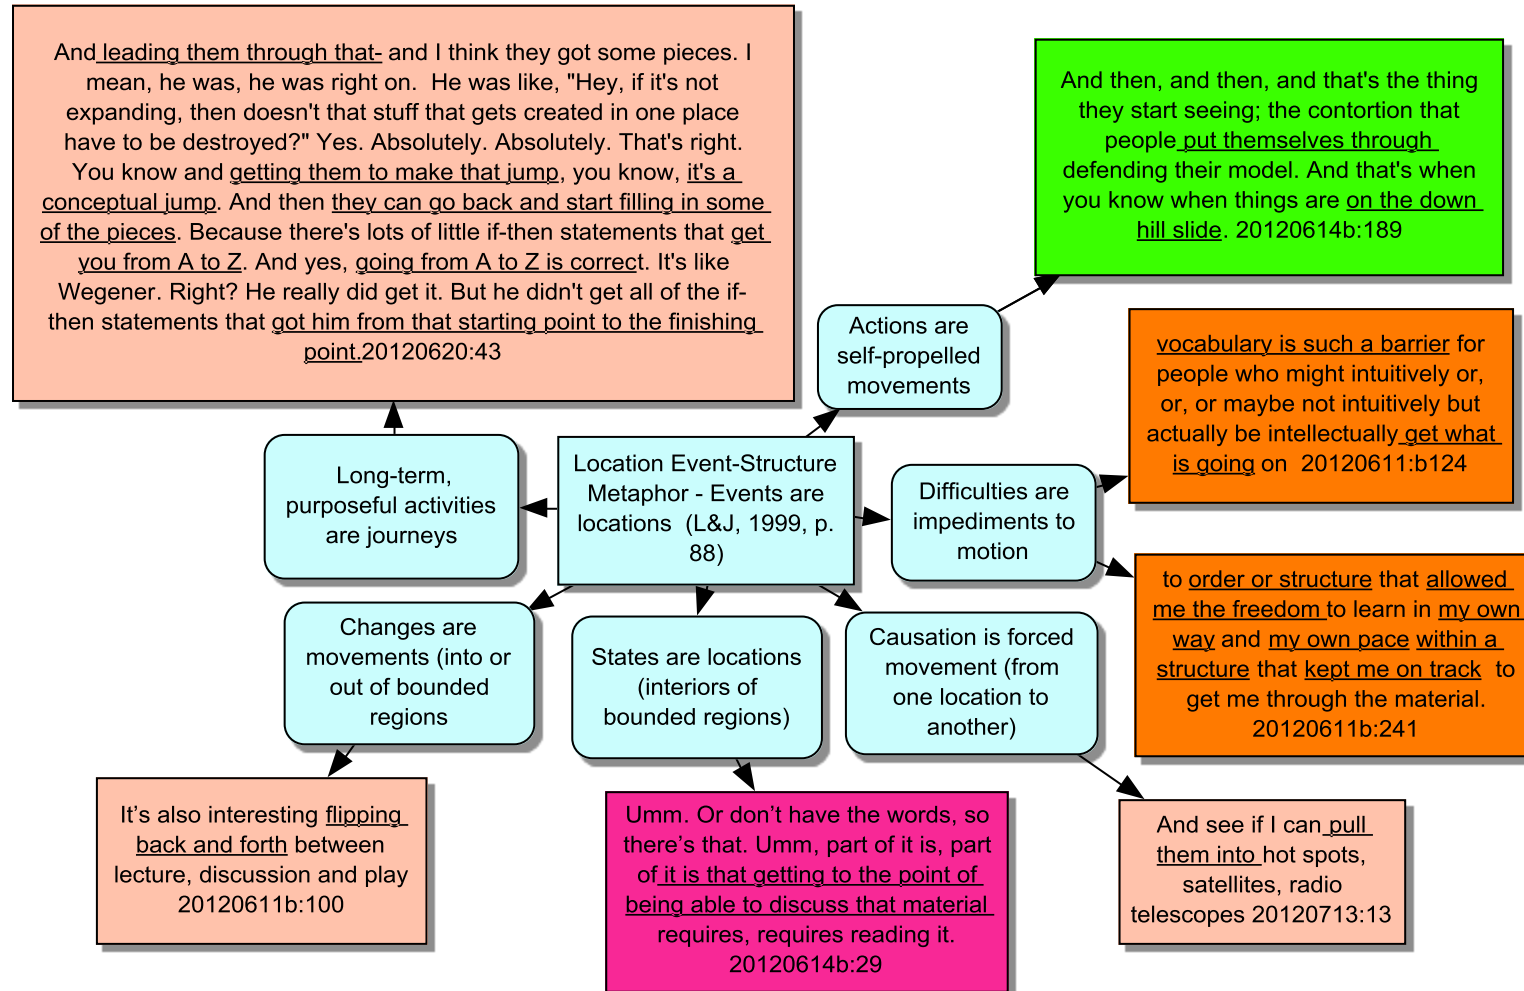 And leading them through that- and I think they got some pieces. I
mean, he was, he was right on.  He was like, "Hey, if it's not
expanding, then doesn't that stuff that gets created in one place
have to be destroyed?" Yes. Absolutely. Absolutely. That's right.
You know and getting them to make that jump, you know, it's a
conceptual jump. And then they can go back and start filling in some
of the pieces. Because there's lots of little if-then statements that get
you from A to Z. And yes, going from A to Z is correct. It's like
Wegener. Right? He really did get it. But he didn't get all of the if-
then statements that got him from that starting point to the finishing
point.20120620:43
And then, and then, and that's the thing
they start seeing; the contortion that
people put themselves through
defending their model. And that's when
you know when things are on the down
hill slide. 20120614b:189
Actions are
self-propelled
movements
vocabulary is such a barrier for
people who might intuitively or,
or, or maybe not intuitively but
actually be intellectually get what
is going on  20120611:b124
Long-term,
purposeful activities
are journeys
Location Event-Structure
Metaphor - Events are
locations  (L&J, 1999, p.
88)
Difficulties are
impediments to
motion
to order or structure that allowed
me the freedom to learn in my own
way and my own pace within a
structure that kept me on track  to
get me through the material.
20120611b:241
Changes are
movements (into or
out of bounded
regions
States are locations
(interiors of
bounded regions)
Causation is forced
movement (from
one location to
another)
It’s also interesting flipping
back and forth between
lecture, discussion and play
20120611b:100
Umm. Or don’t have the words, so
there’s that. Umm, part of it is, part
of it is that getting to the point of
being able to discuss that material
requires, requires reading it.
20120614b:29
And see if I can pull
them into hot spots,
satellites, radio
telescopes 20120713:13